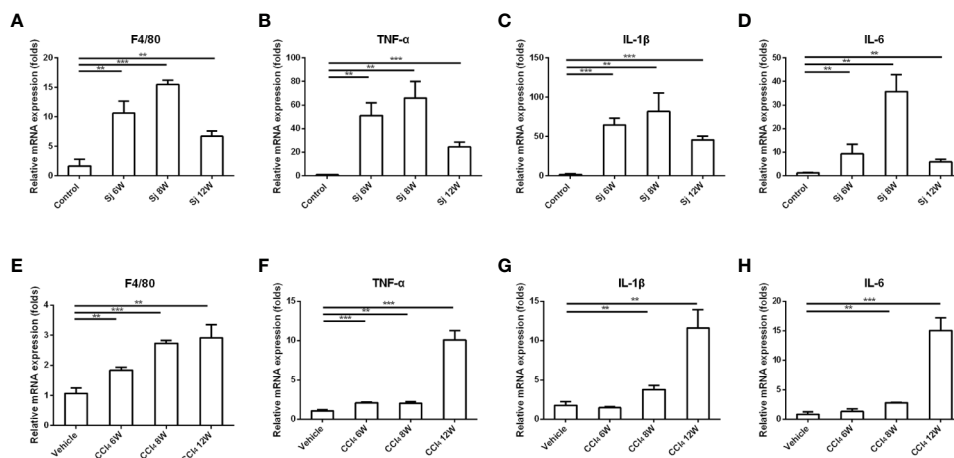 A
F4/80
Relative mRNA expression (folds)
20
15
10
5
0
**
***
**
Control
Sj 6W
Sj 8W
Sj 12W
B
TNF-α
Relative mRNA expression (folds)
100
80
60
40
20
0
***
**
**
Control
Sj 6W
Sj 8W
Sj 12W
C
IL-1β
Relative mRNA expression (folds)
150
100
50
0
***
**
***
Control
Sj 6W
Sj 8W
Sj 12W
D
IL-6
Relative mRNA expression (folds)
50
40
30
20
10
0
**
**
**
Control
Sj 6W
Sj 8W
Sj 12W
E
F4/80
Relative mRNA expression (folds)
4
3
2
1
0
**
***
**
Vehicle
CCl₄ 6W
CCl₄ 8W
CCl₄ 12W
F
TNF-α
Relative mRNA expression (folds)
15
10
5
0
***
**
***
Vehicle
CCl₄ 6W
CCl₄ 8W
CCl₄ 12W
G
IL-1β
Relative mRNA expression (folds)
15
10
5
0
**
**
Vehicle
CCl₄ 6W
CCl₄ 8W
CCl₄ 12W
H
IL-6
Relative mRNA expression (folds)
20
15
10
5
0
***
**
Vehicle
CCl₄ 6W
CCl₄ 8W
CCl₄ 12W